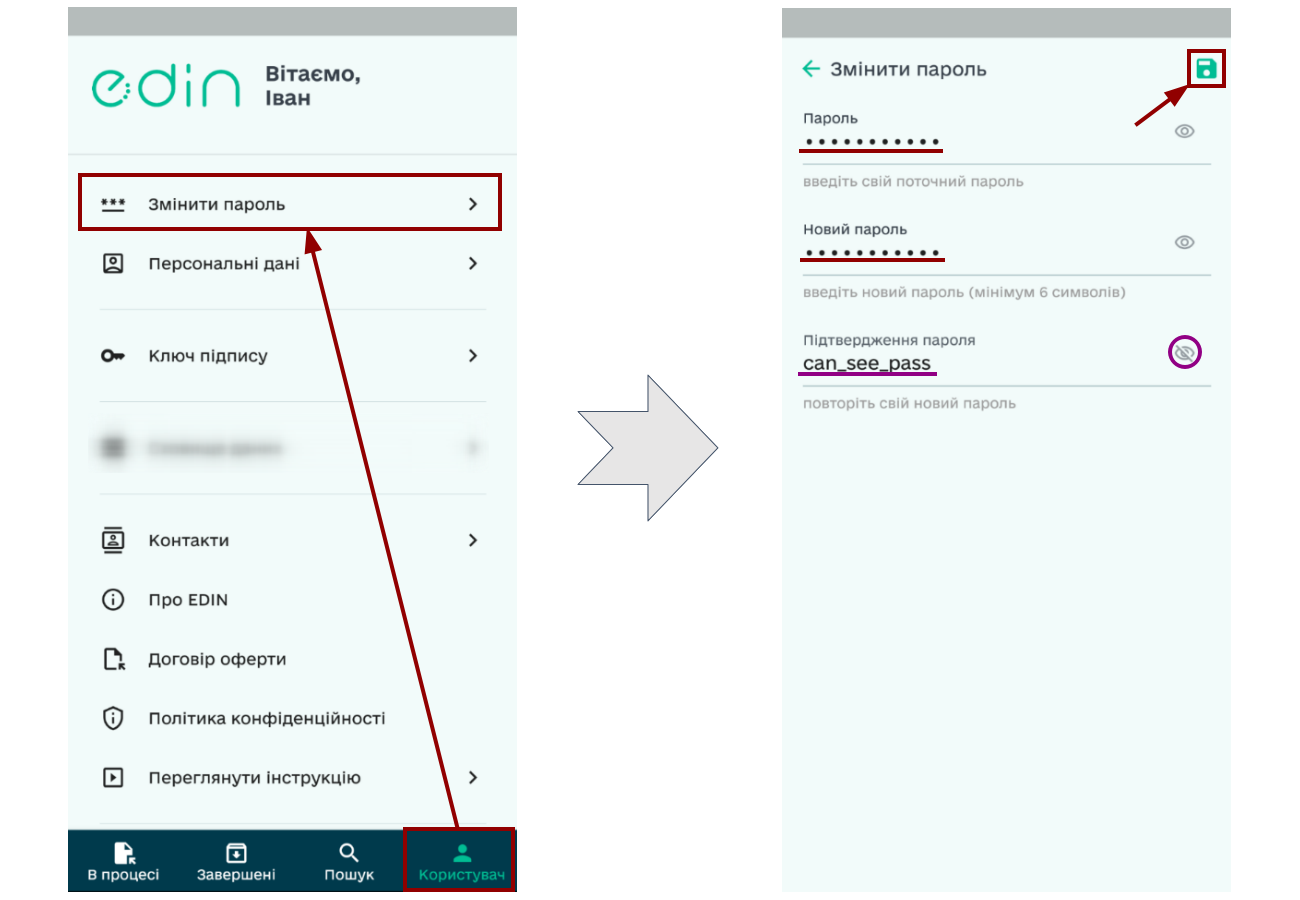 edin
Вітаємо,
Іван
*** Змінити пароль
Персональні дані
Ключ підпису
Контакти
Про EDIN
Договір оферти
Політика конфіденційності
Переглянути інструкцію
В процесі Завершені Пошук Користувач
Змінити пароль
Пароль
•••••••••••
введіть свій поточний пароль
Новий пароль
•••••••••••
введіть новий пароль (мінімум 6 символів)
Підтвердження пароля
can_see_pass
повторіть свій новий пароль